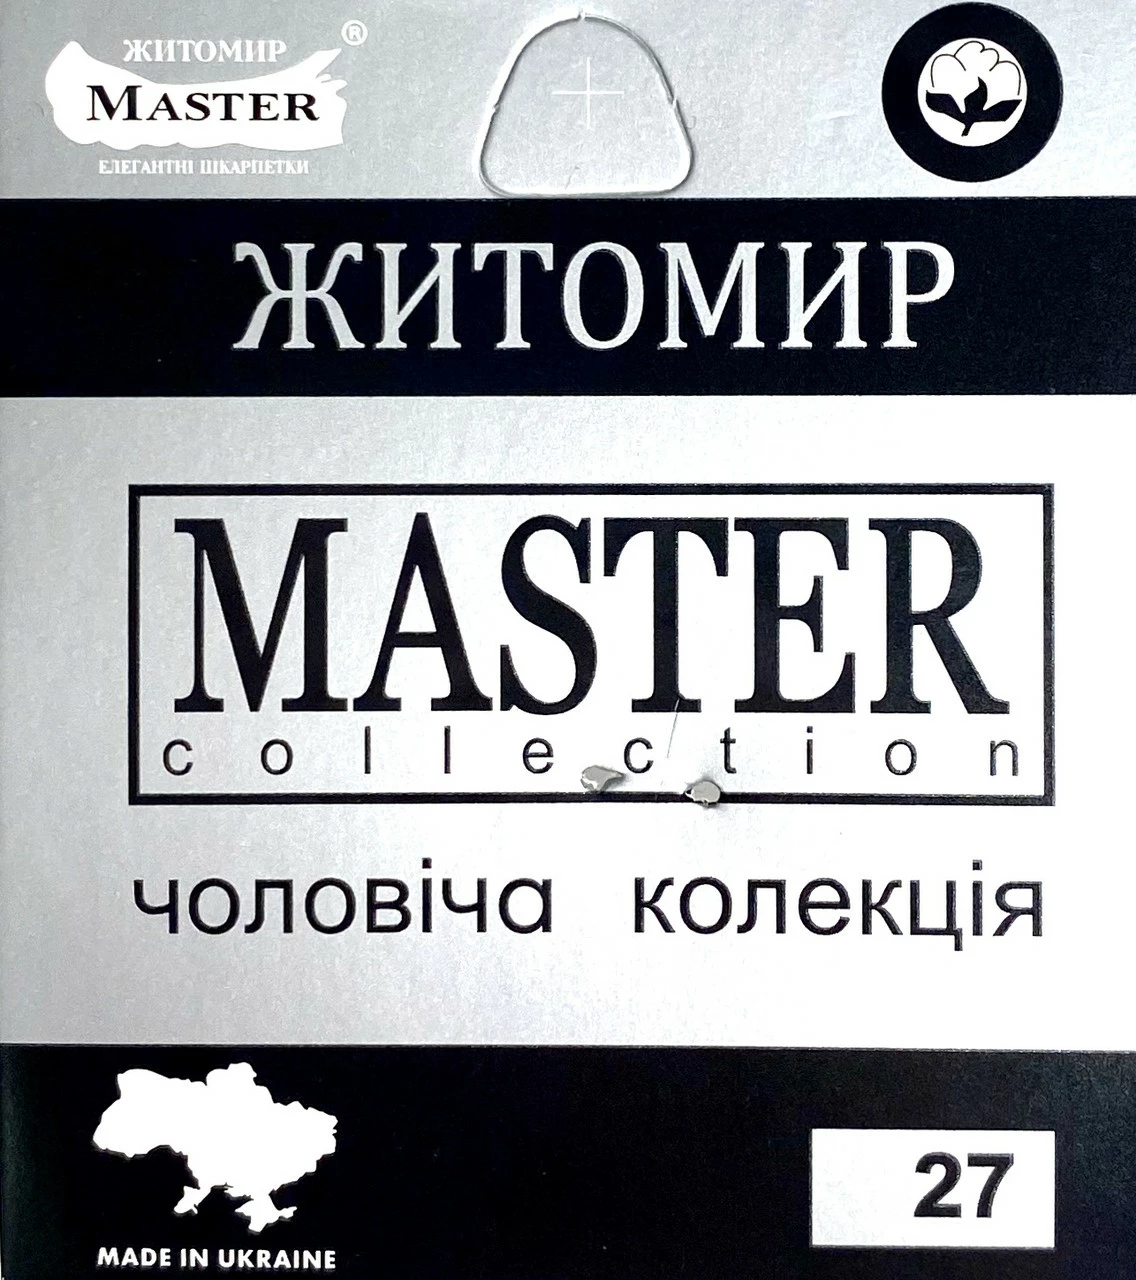 ЖИТОМИР ®
MASTER
ЕЛЕГАНТНІ ШКАРПЕТКИ
ЖИТОМИР
MASTER
collection
чоловіча колекція
27
MADE IN UKRAINE